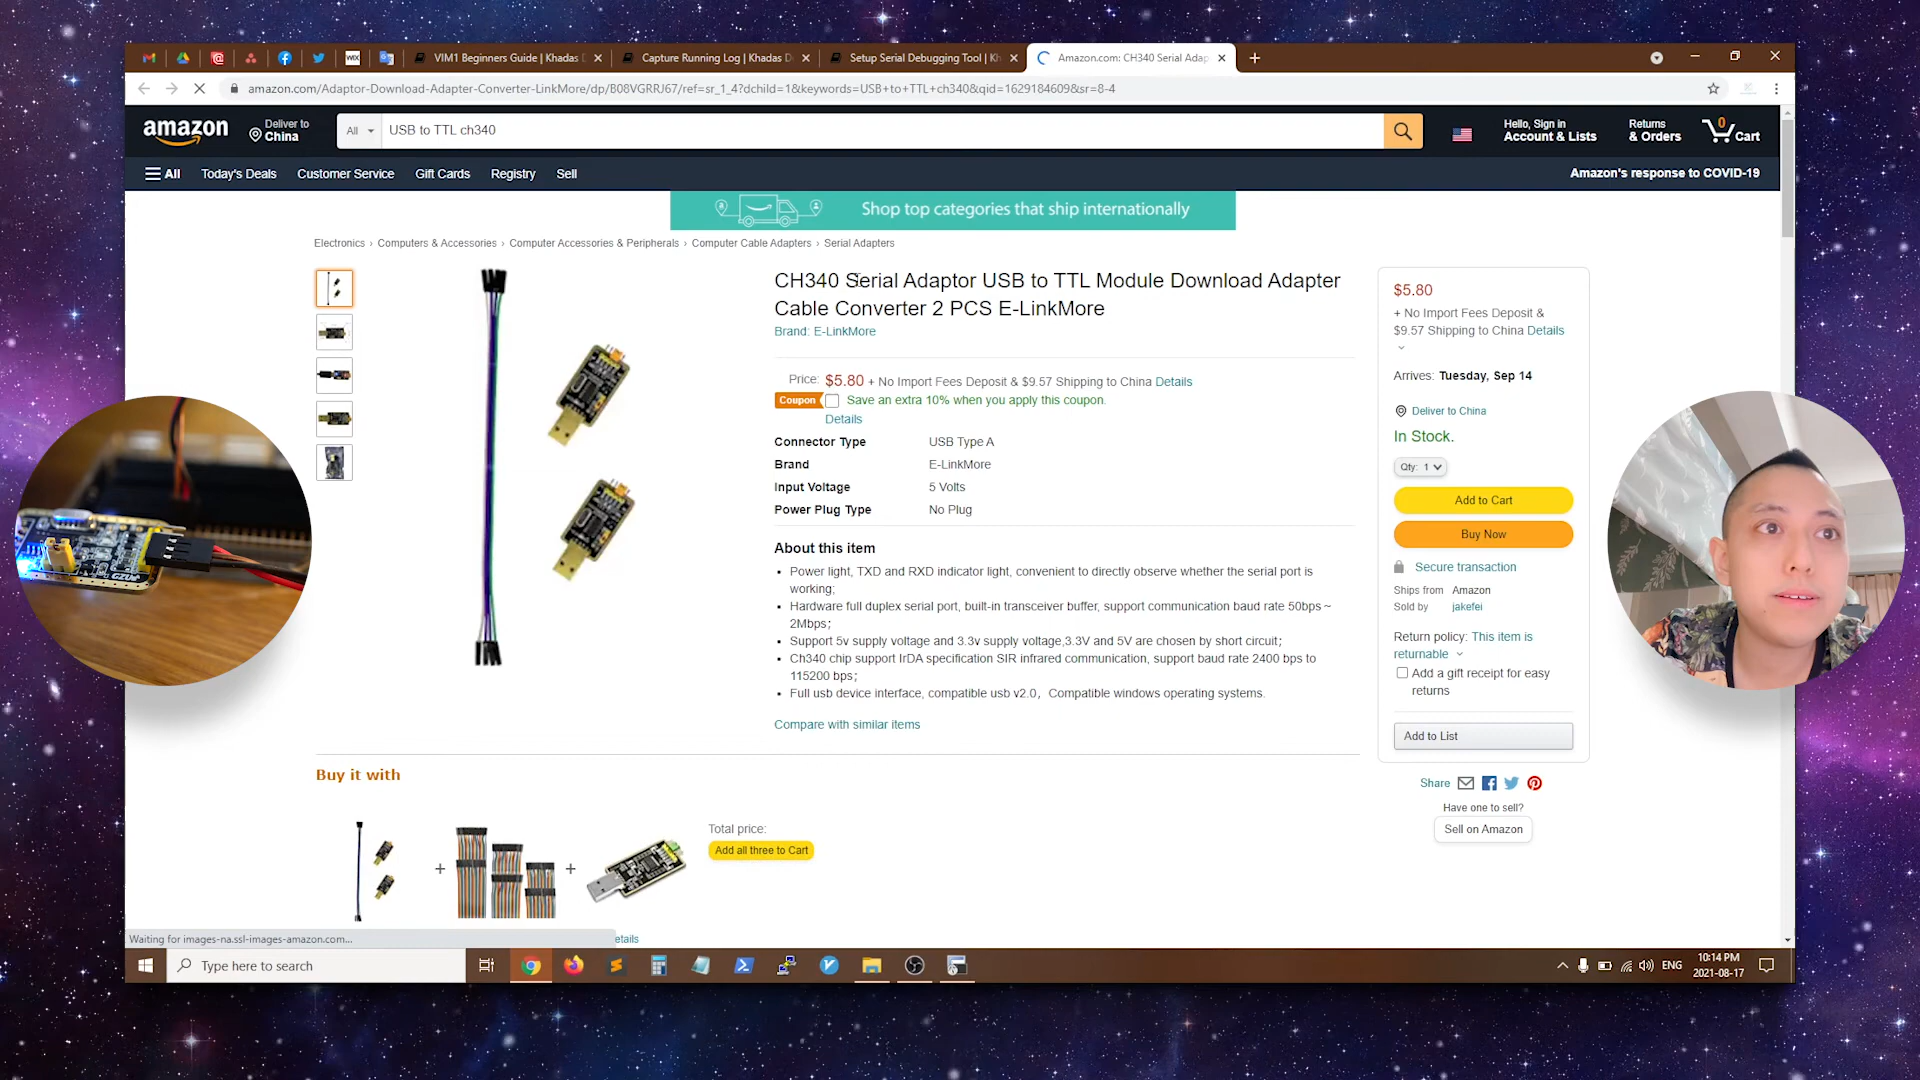 VIM1 Beginners Guide | Khadas
Capture Running Log | Khadas D
Setup Serial Debugging Tool | Kh
Amazon.com: CH340 Serial Adap
amazon.com/Adaptor-Download-Adapter-Converter-LinkMore/dp/B08VGRRJ67/ref=sr_1_4?dchild=1&keywords=USB+to+TTL+ch340&qid=1629184609&sr=8-4
amazon
Deliver to
China
All
USB to TTL ch340
Hello, Sign in
Account & Lists
Returns
& Orders
0
Cart
All
Today's Deals
Customer Service
Gift Cards
Registry
Sell
Amazon's response to COVID-19
Shop top categories that ship internationally
Electronics › Computers & Accessories › Computer Accessories & Peripherals › Computer Cable Adapters › Serial Adapters
CH340 Serial Adaptor USB to TTL Module Download Adapter
Cable Converter 2 PCS E-LinkMore
Brand: E-LinkMore
Price: $5.80 + No Import Fees Deposit & $9.57 Shipping to China Details
Coupon Save an extra 10% when you apply this coupon.
Details
Connector Type USB Type A
Brand E-LinkMore
Input Voltage 5 Volts
Power Plug Type No Plug
About this item
• Power light, TXD and RXD indicator light, convenient to directly observe whether the serial port is
working;
• Hardware full duplex serial port, built-in transceiver buffer, support communication baud rate 50bps ~
2Mbps;
• Support 5v supply voltage and 3.3v supply voltage,3.3V and 5V are chosen by short circuit;
• Ch340 chip support IrDA specification SIR infrared communication, support baud rate 2400 bps to
115200 bps;
• Full usb device interface, compatible usb v2.0，Compatible windows operating systems.
Compare with similar items
$5.80
+ No Import Fees Deposit &
$9.57 Shipping to China Details
Arrives: Tuesday, Sep 14
Deliver to China
In Stock.
Qty: 1
Add to Cart
Buy Now
Secure transaction
Ships from Amazon
Sold by jakefei
Return policy: This item is
returnable
Add a gift receipt for easy
returns
Add to List
Share
Have one to sell?
Sell on Amazon
Buy it with
+
+
Total price:
Add all three to Cart
Waiting for images-na.ssl-images-amazon.com...
etails
Type here to search
ENG
10:14 PM
2021-08-17